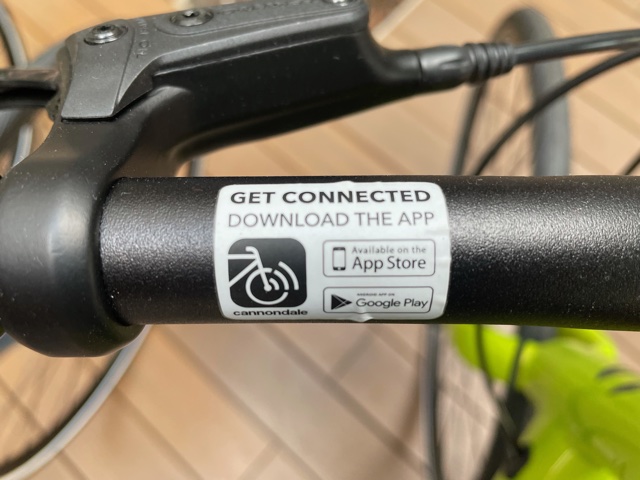 GET CONNECTED
DOWNLOAD THE APP
Available on the
App Store
Google Play
cannondale